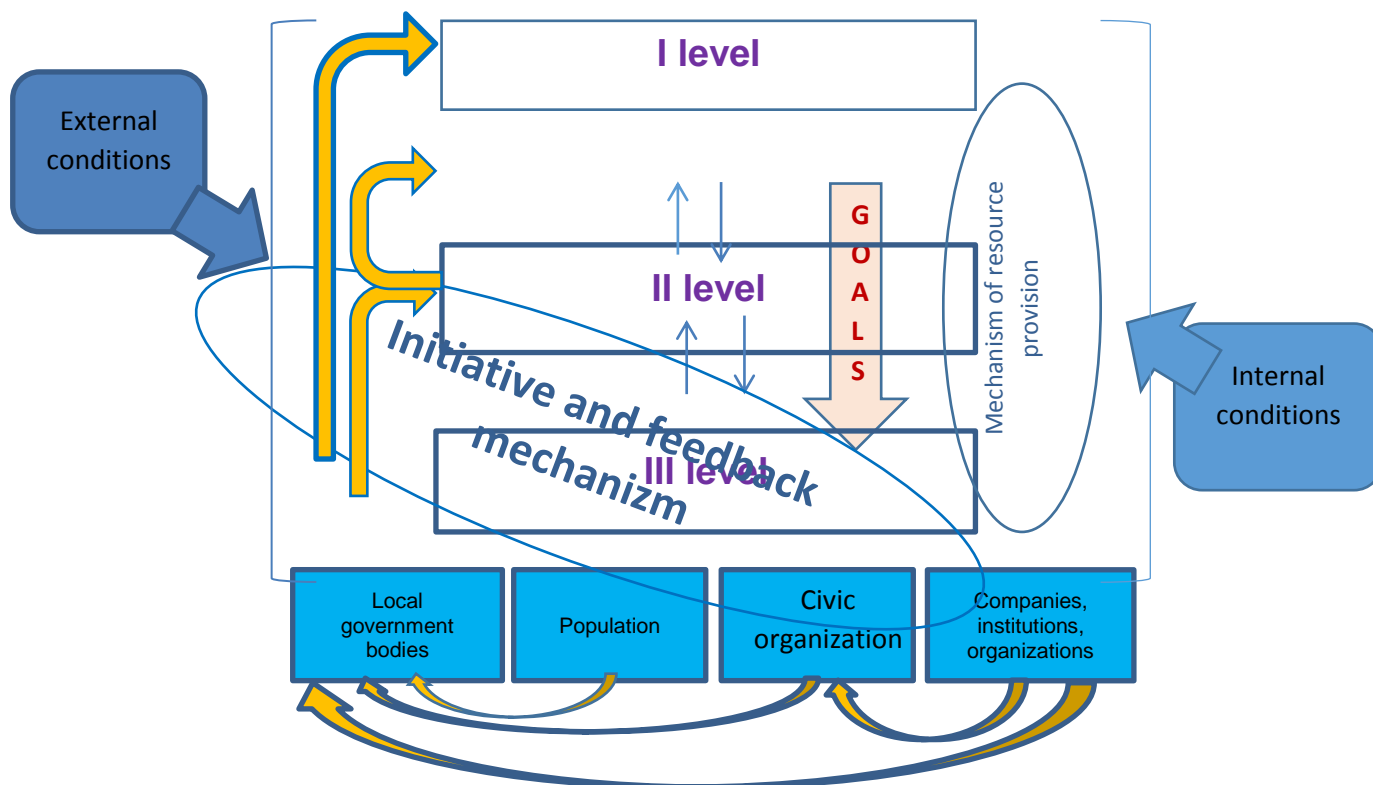 I level
External
conditions
GOALS
Mechanism of resource
provision
II level
Initiative and feedback
mechanizm
Internal
conditions
III level
Local
government
bodies
Population
Civic
organization
Companies,
institutions,
organizations